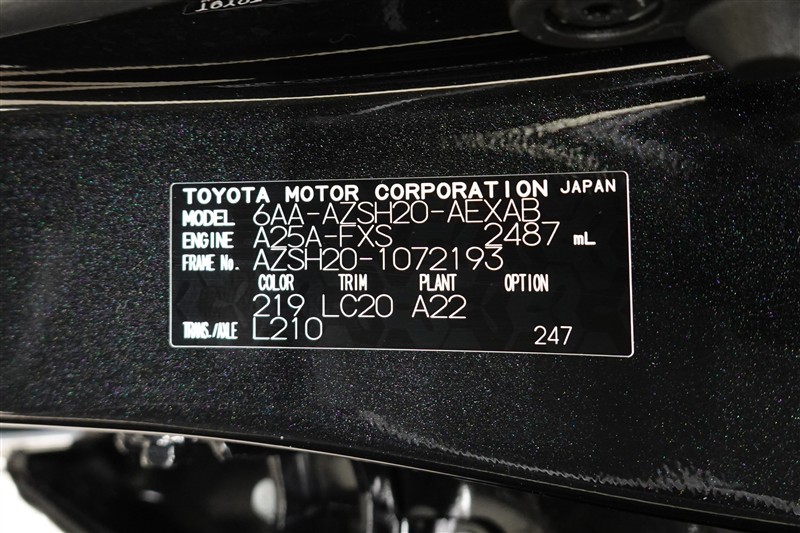 TOYOTA MOTOR CORPORATION JAPAN
MODEL 6AA-AZSH20-AEXAB
ENGINE A25A-FXS 2487 mL
FRAME No. AZSH20-1072193
COLOR TRIM PLANT OPTION
219 LC20 A22
TRANS./AXLE L210
247